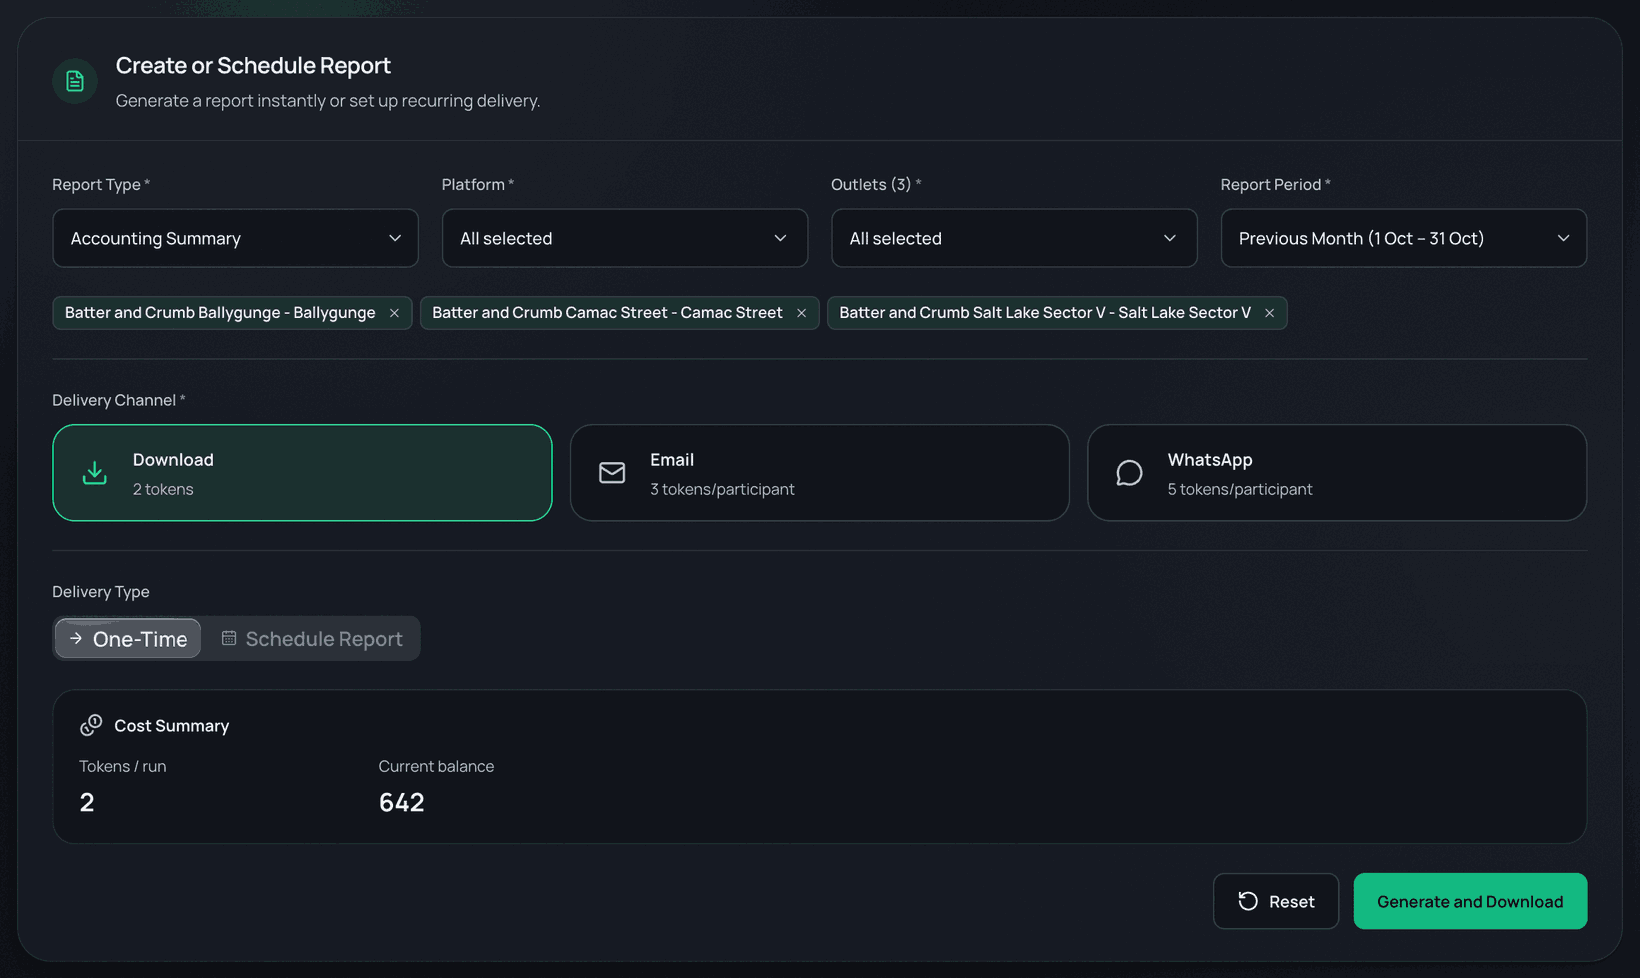 Create or Schedule Report
Generate a report instantly or set up recurring delivery.
Report Type *
Platform *
Outlets (3) *
Report Period *
Accounting Summary
All selected
All selected
Previous Month (1 Oct – 31 Oct)
Batter and Crumb Ballygunge - Ballygunge ×
Batter and Crumb Camac Street - Camac Street ×
Batter and Crumb Salt Lake Sector V - Salt Lake Sector V ×
Delivery Channel *
Download
2 tokens
Email
3 tokens/participant
WhatsApp
5 tokens/participant
Delivery Type
One-Time
Schedule Report
Cost Summary
Tokens / run
Current balance
2
642
Reset
Generate and Download